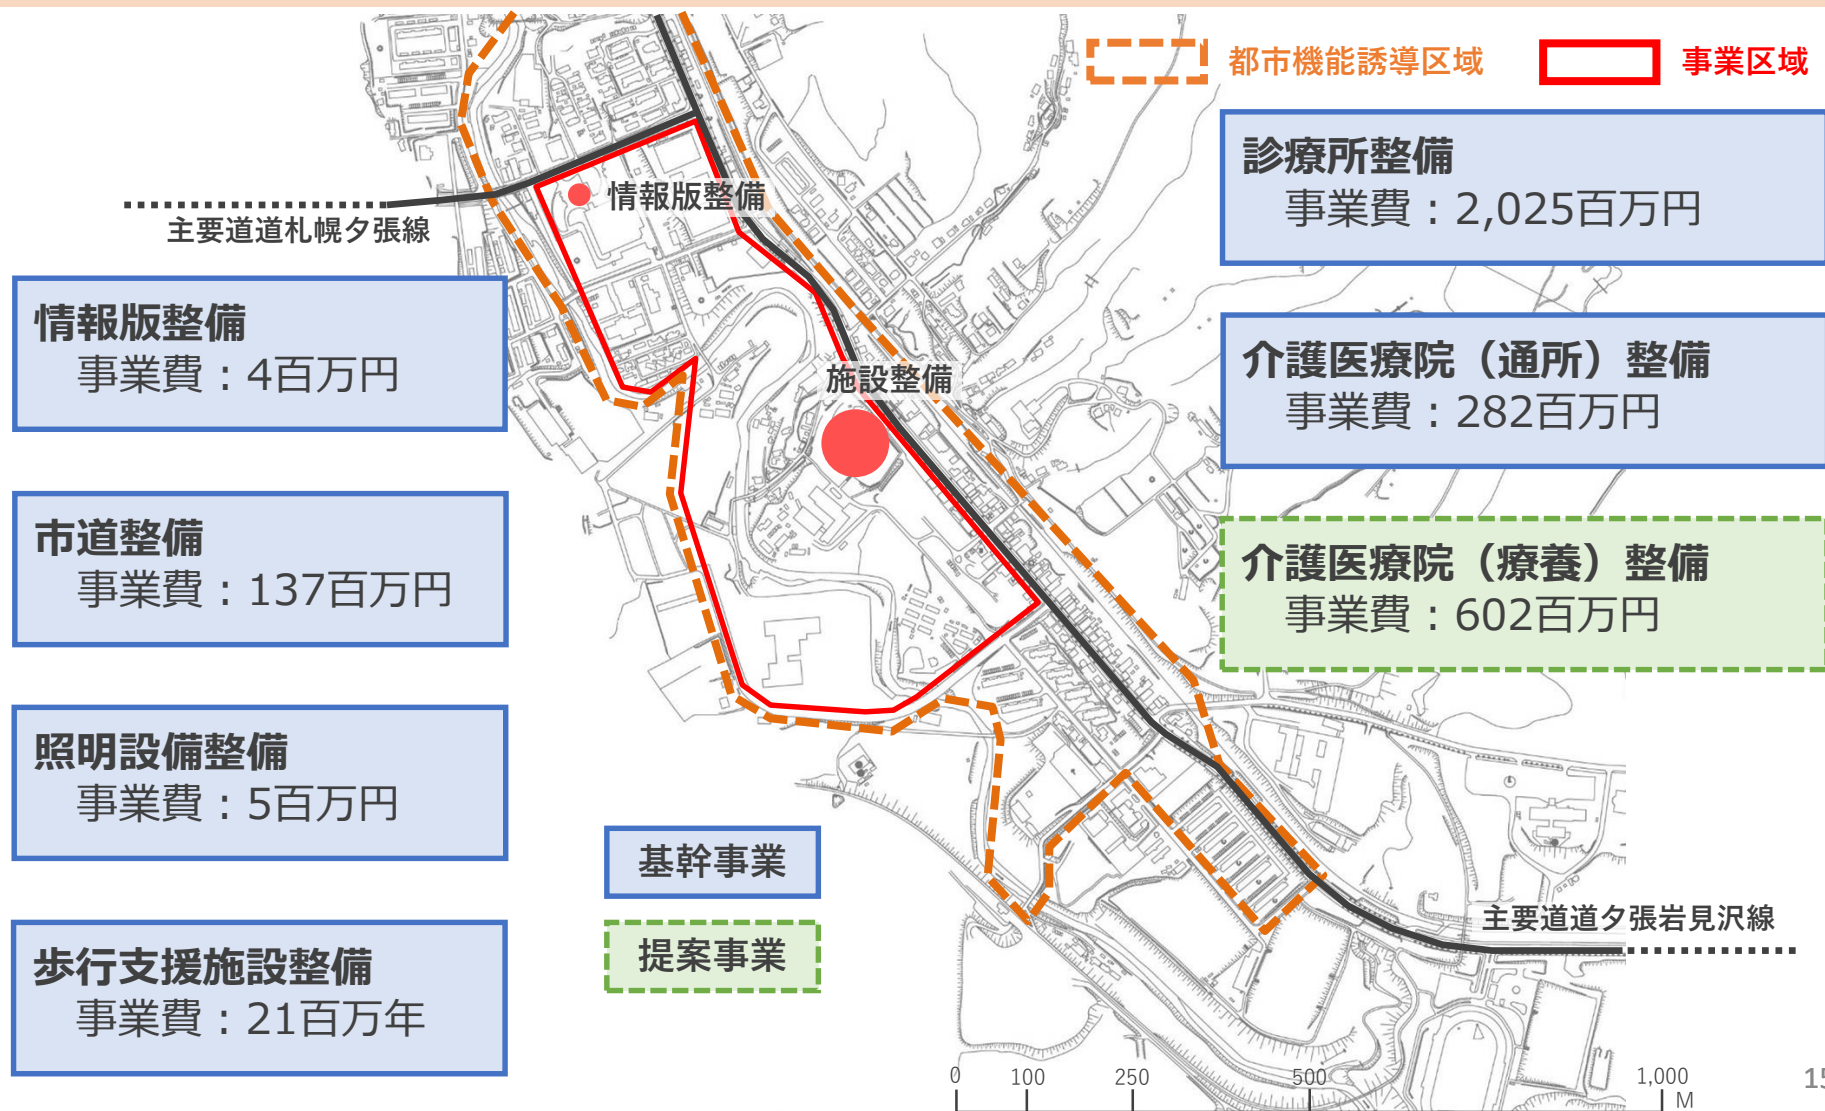 都市機能誘導区域
事業区域
診療所整備
事業費：2,025百万円
情報版整備
主要道道札幌夕張線
情報版整備
事業費：4百万円
介護医療院（通所）整備
事業費：282百万円
施設整備
市道整備
事業費：137百万円
介護医療院（療養）整備
事業費：602百万円
照明設備整備
事業費：5百万円
基幹事業
提案事業
主要道道夕張岩見沢線
歩行支援施設整備
事業費：21百万年
0 100 250 500 1,000
M
15